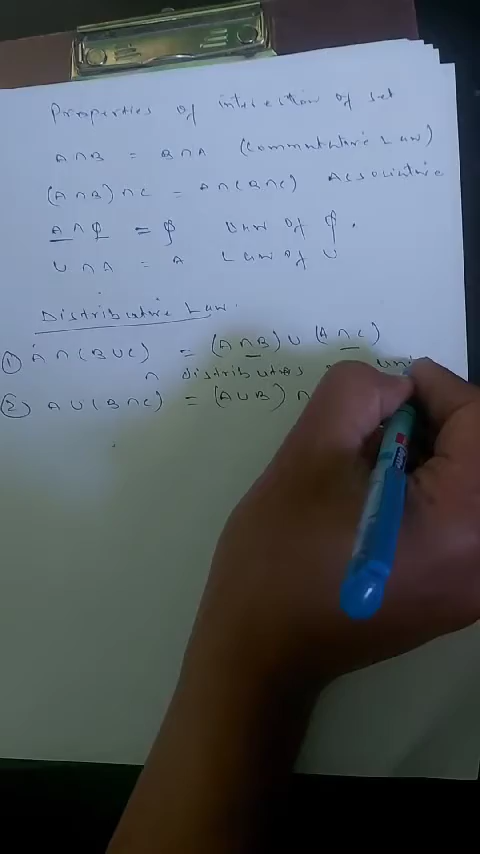 Properties of intersection of set
A∩B = B∩A (Commutative Law)
(A∩B)∩C = A∩(B∩C) Associative
A∩φ = φ Law of φ.
U∩A = A Law of U
Distributive Law.
① A∩(B∪C) = (A∩B)∪(A∩C)
∩ distributes
② A∪(B∩C) = (A∪B)∩